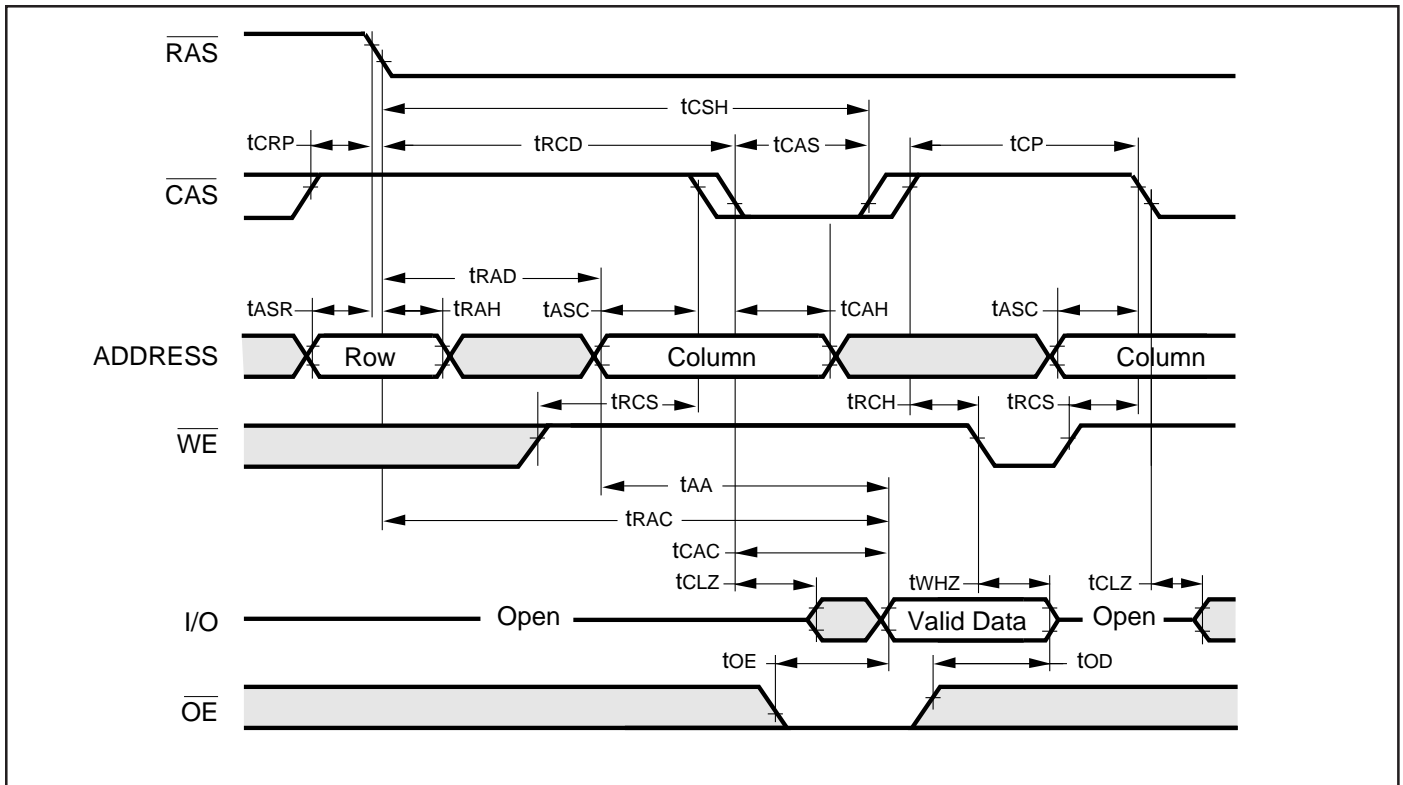 RAS
tCSH
tCRP
tRCD
tCAS
tCP
CAS
tRAD
tASR
tRAH
tASC
tCAH
tASC
ADDRESS
Row
Column
Column
tRCS
tRCH
tRCS
WE
tAA
tRAC
tCAC
tCLZ
tWHZ
tCLZ
I/O
Open
Valid Data
Open
tOE
tOD
OE